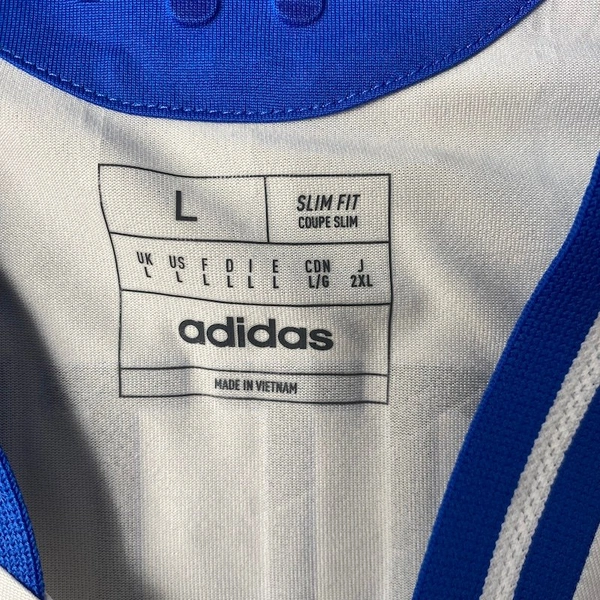 L
SLIM FIT
COUPE SLIM
UK US F D I E CDN J
L L L L L L L/G 2XL
adidas
MADE IN VIETNAM